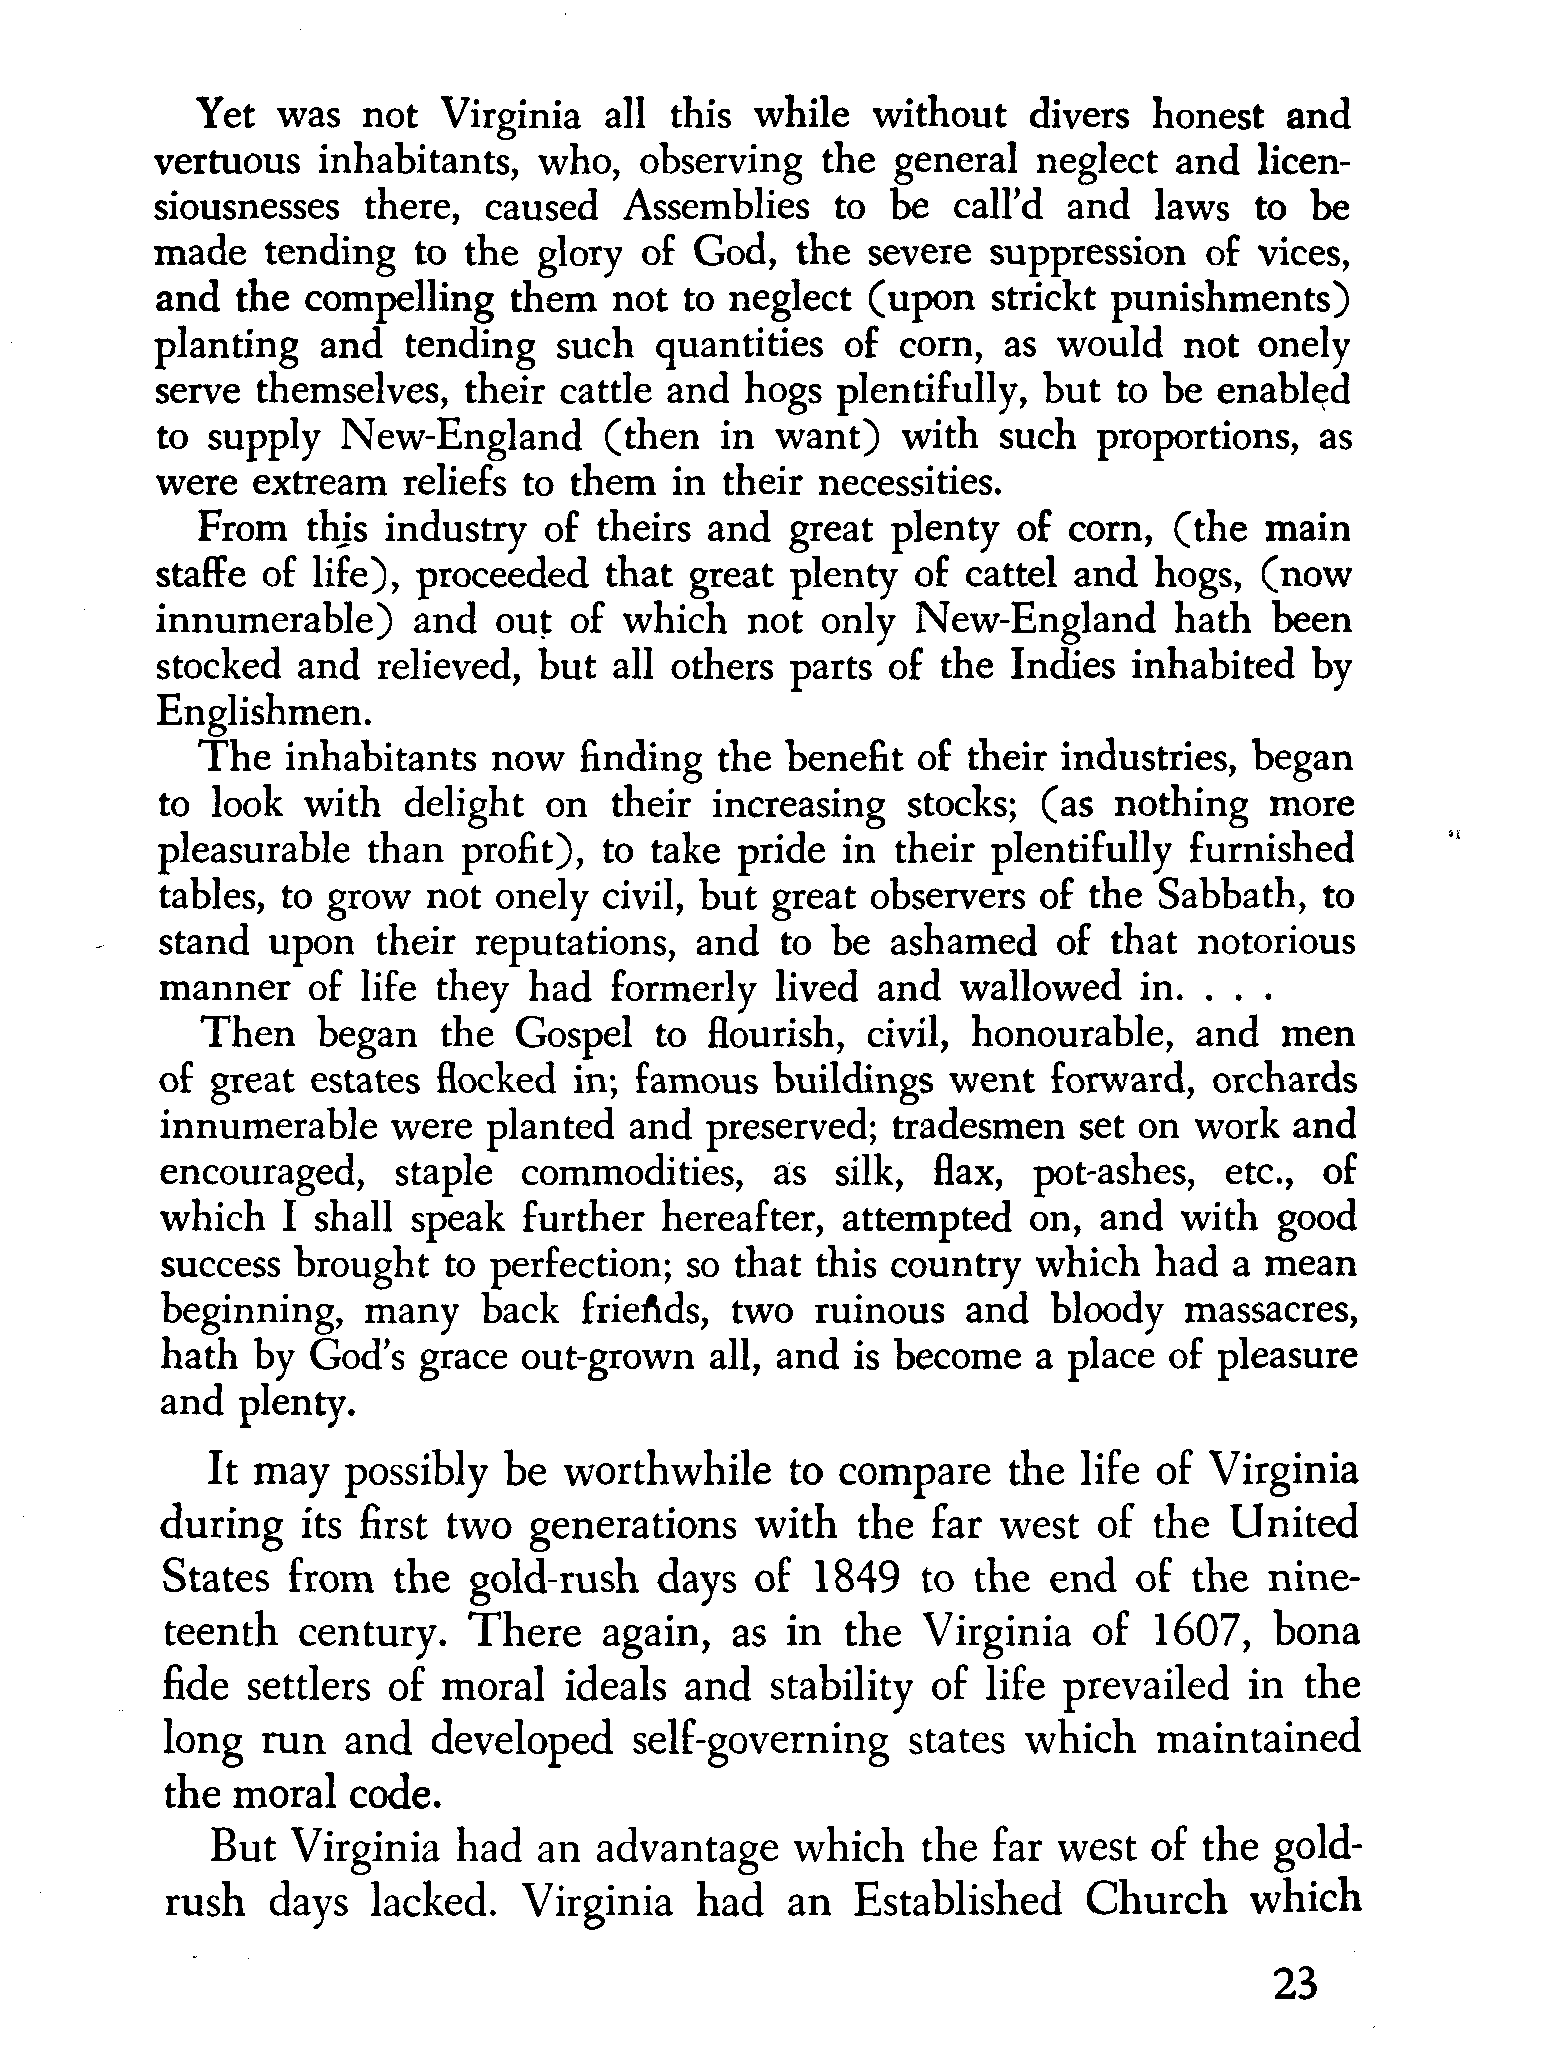 Yet was not Virginia all this while without divers honest and
vertuous inhabitants, who, observing the general neglect and licen-
siousnesses there, caused Assemblies to be call'd and laws to be
made tending to the glory of God, the severe suppression of vices,
and the compelling them not to neglect (upon strickt punishments)
planting and tending such quantities of corn, as would not onely
serve themselves, their cattle and hogs plentifully, but to be enabled
to supply New-England (then in want) with such proportions, as
were extream reliefs to them in their necessities.
From this industry of theirs and great plenty of corn, (the main
staffe of life), proceeded that great plenty of cattel and hogs, (now
innumerable) and out of which not only New-England hath been
stocked and relieved, but all others parts of the Indies inhabited by
Englishmen.
The inhabitants now finding the benefit of their industries, began
to look with delight on their increasing stocks; (as nothing more
pleasurable than profit), to take pride in their plentifully furnished
tables, to grow not onely civil, but great observers of the Sabbath, to
stand upon their reputations, and to be ashamed of that notorious
manner of life they had formerly lived and wallowed in. . . .
Then began the Gospel to flourish, civil, honourable, and men
of great estates flocked in; famous buildings went forward, orchards
innumerable were planted and preserved; tradesmen set on work and
encouraged, staple commodities, as silk, flax, pot-ashes, etc., of
which I shall speak further hereafter, attempted on, and with good
success brought to perfection; so that this country which had a mean
beginning, many back friends, two ruinous and bloody massacres,
hath by God's grace out-grown all, and is become a place of pleasure
and plenty.
It may possibly be worthwhile to compare the life of Virginia
during its first two generations with the far west of the United
States from the gold-rush days of 1849 to the end of the nine-
teenth century. There again, as in the Virginia of 1607, bona
fide settlers of moral ideals and stability of life prevailed in the
long run and developed self-governing states which maintained
the moral code.
But Virginia had an advantage which the far west of the gold-
rush days lacked. Virginia had an Established Church which
23